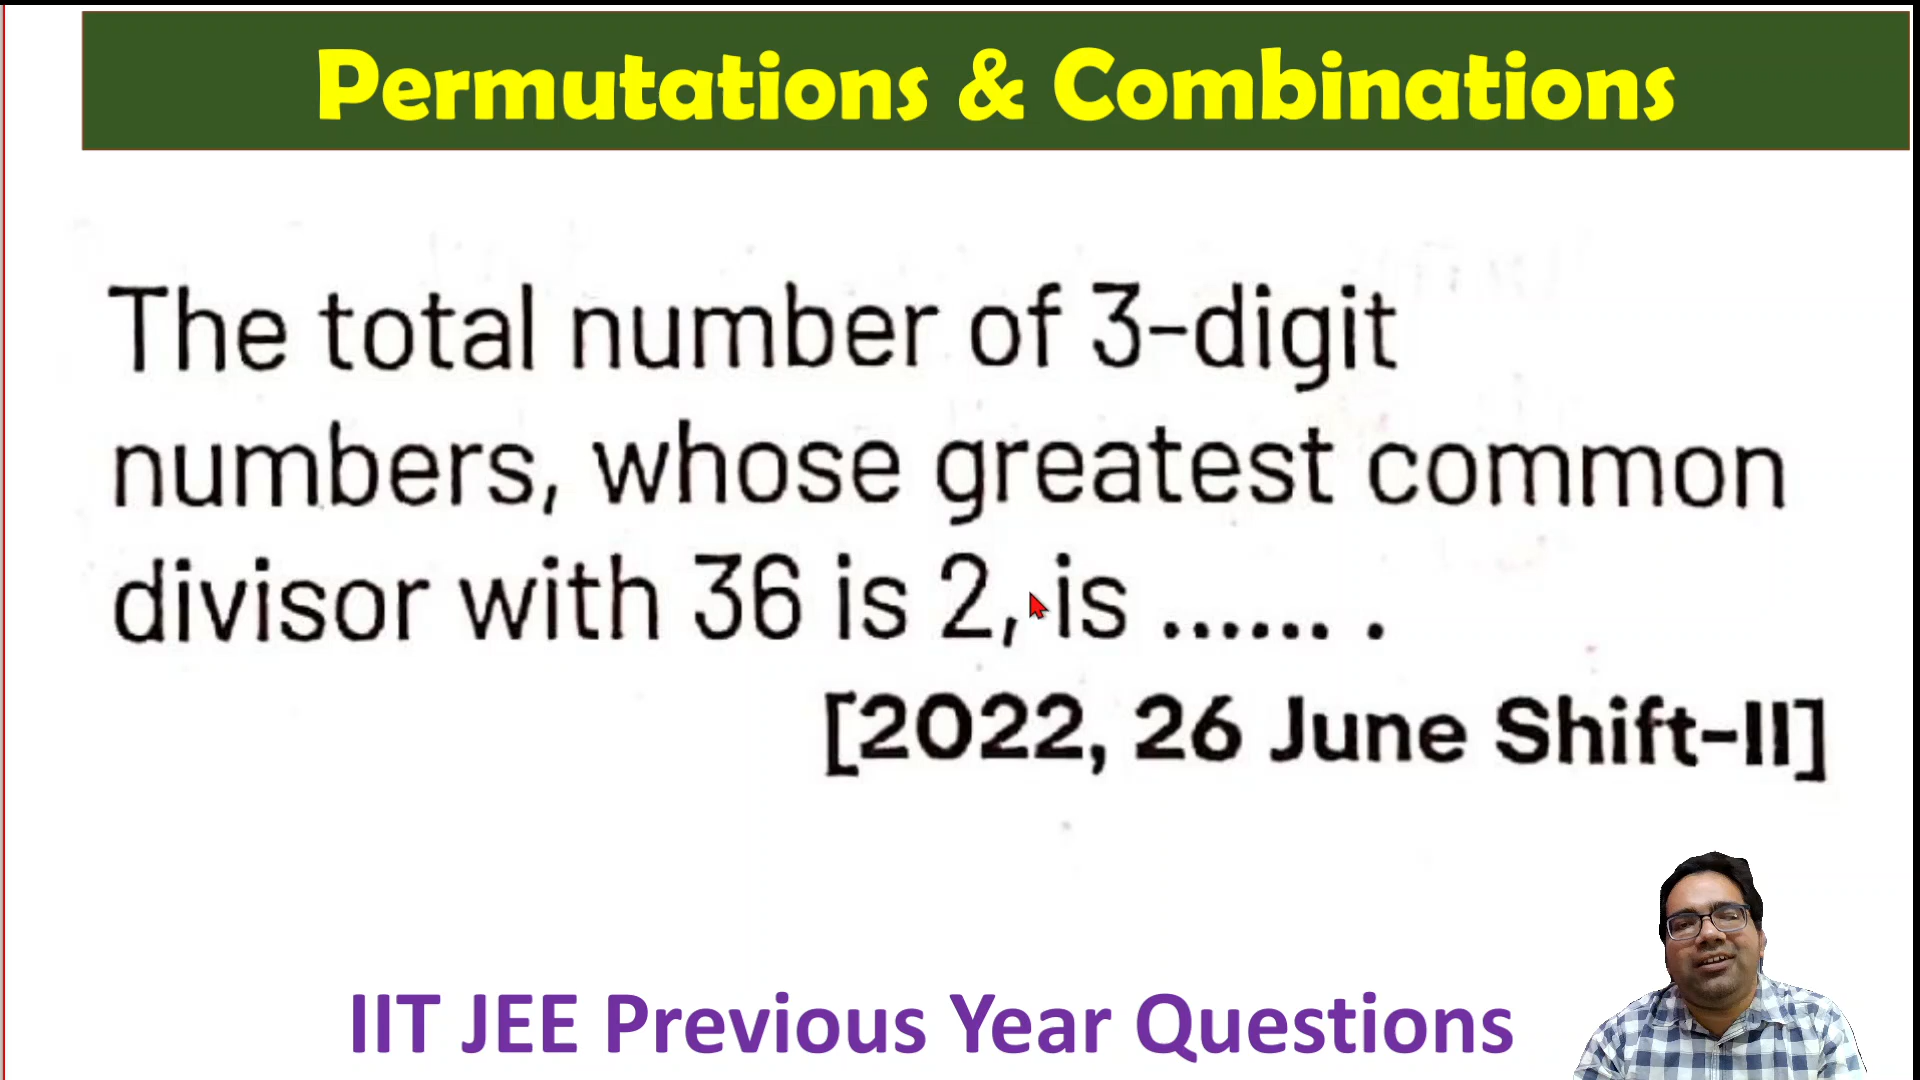 Permutations & Combinations
The total number of 3-digit
numbers, whose greatest common
divisor with 36 is 2, is ...... .
[2022, 26 June Shift-II]
IIT JEE Previous Year Questions